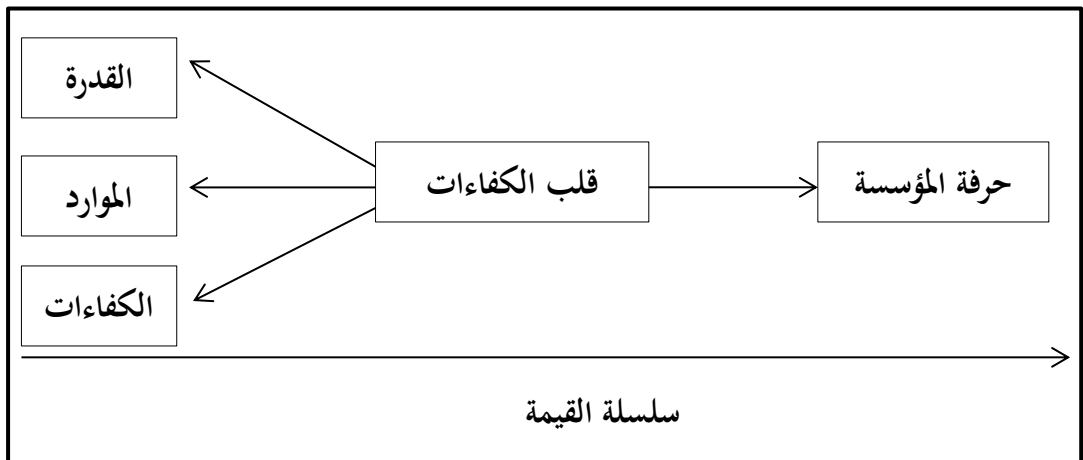 القدرة
قلب الكفاءات
حرفة المؤسسة
الموارد
الكفاءات
سلسلة القيمة